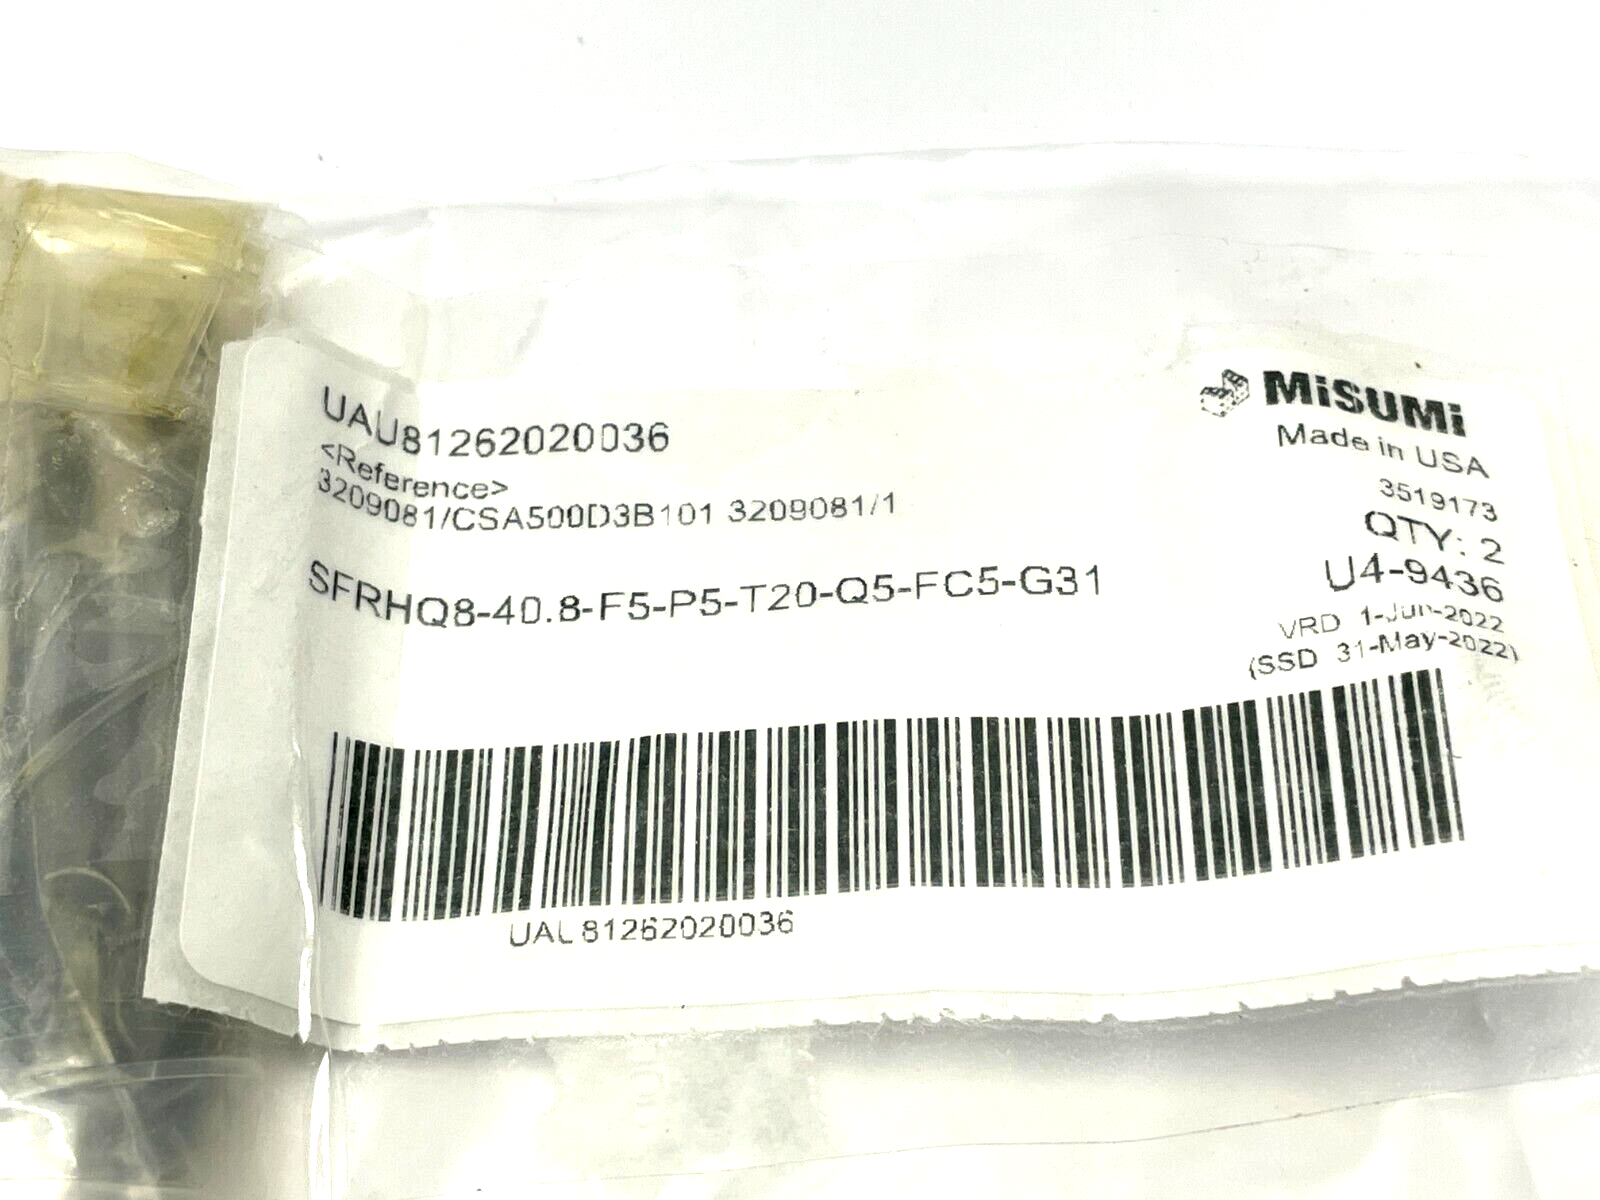 UAU81262020036
<Reference>
3209081/CSA500D3B101 3209081/1
SFRHQ8-40.8-F5-P5-T20-Q5-FC5-G31
MiSUMi
Made in USA
3519173
QTY: 2
U4-9436
VRD 1-Jun-2022
(SSD 31-May-2022)
UAU81262020036